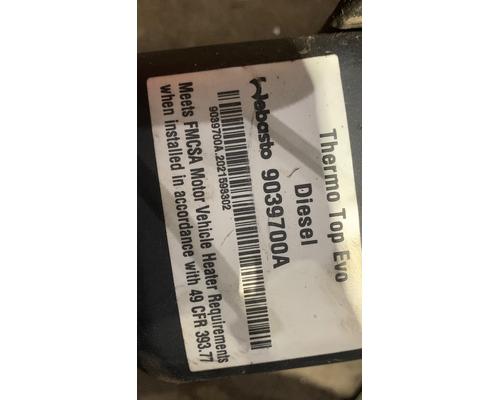 Thermo Top Evo
Diesel
Webasto 9039700A
9039700A.2021593302
Meets FMCSA Motor Vehicle Heater Requirements
when installed in accordance with 49 CFR 393.77